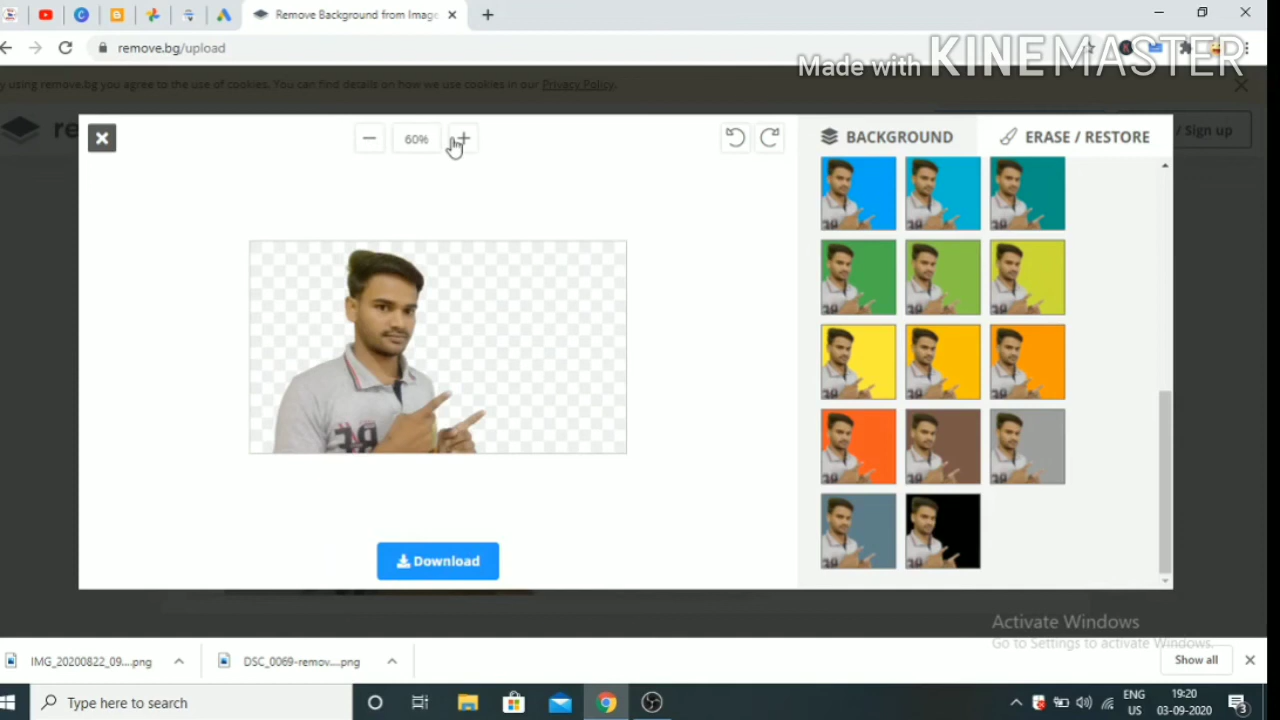 Remove Background from Image
remove.bg/upload
Made with KINEMASTER
y using remove.bg you agree to the use of cookies. You can find details on how we use cookies in our Privacy Policy.
re
/ Sign up
60%
BACKGROUND
ERASE / RESTORE
Download
Activate Windows
Go to Settings to activate Windows.
IMG_20200822_09....png
DSC_0069-remov....png
Show all
Type here to search
ENG
US
19:20
03-09-2020
3